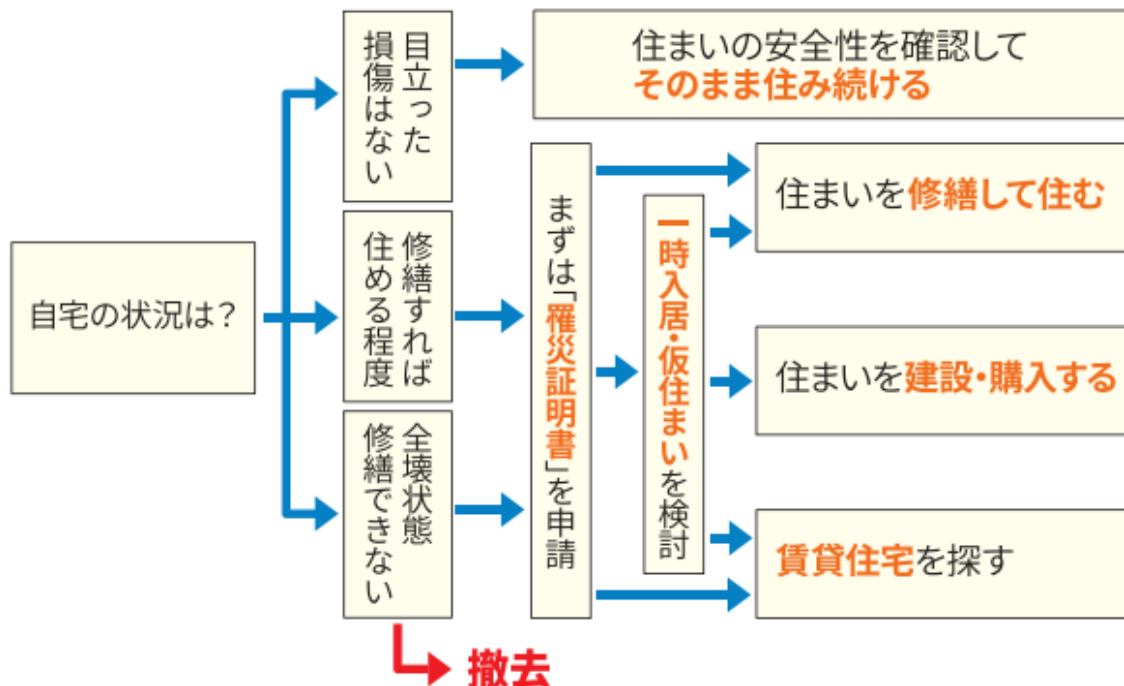 自宅の状況は？
目立った
損傷はない
住まいの安全性を確認して
そのまま住み続ける
修繕すれば
住める程度
全壊状態
修繕できない
撤去
まずは「罹災証明書」を申請
一時入居・仮住まいを検討
住まいを修繕して住む
住まいを建設・購入する
賃貸住宅を探す